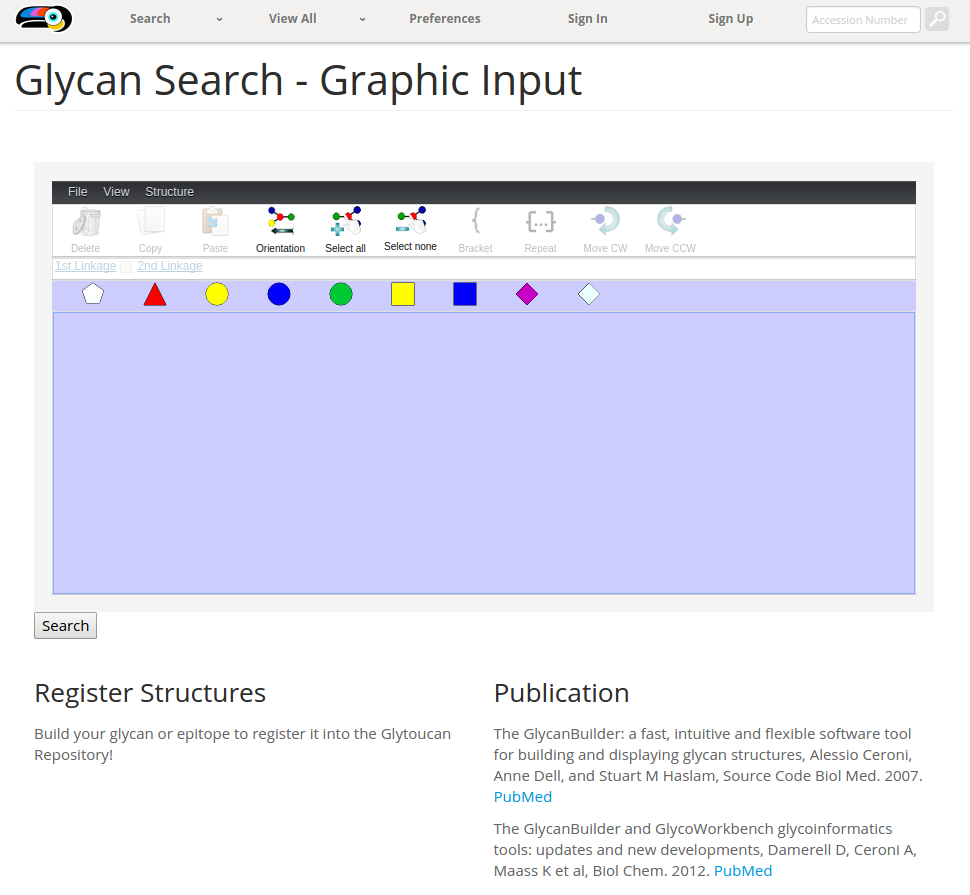 Search View All Preferences Sign In Sign Up Accession Number
Glycan Search - Graphic Input
File View Structure
Delete Copy Paste Orientation Select all Select none Bracket Repeat Move CW Move CCW
1st Linkage 2nd Linkage
Search
Register Structures
Build your glycan or epitope to register it into the Glytoucan
Repository!
Publication
The GlycanBuilder: a fast, intuitive and flexible software tool
for building and displaying glycan structures, Alessio Ceroni,
Anne Dell, and Stuart M Haslam, Source Code Biol Med. 2007.
PubMed
The GlycanBuilder and GlycoWorkbench glycoinformatics
tools: updates and new developments, Damerell D, Ceroni A,
Maass K et al, Biol Chem. 2012. PubMed